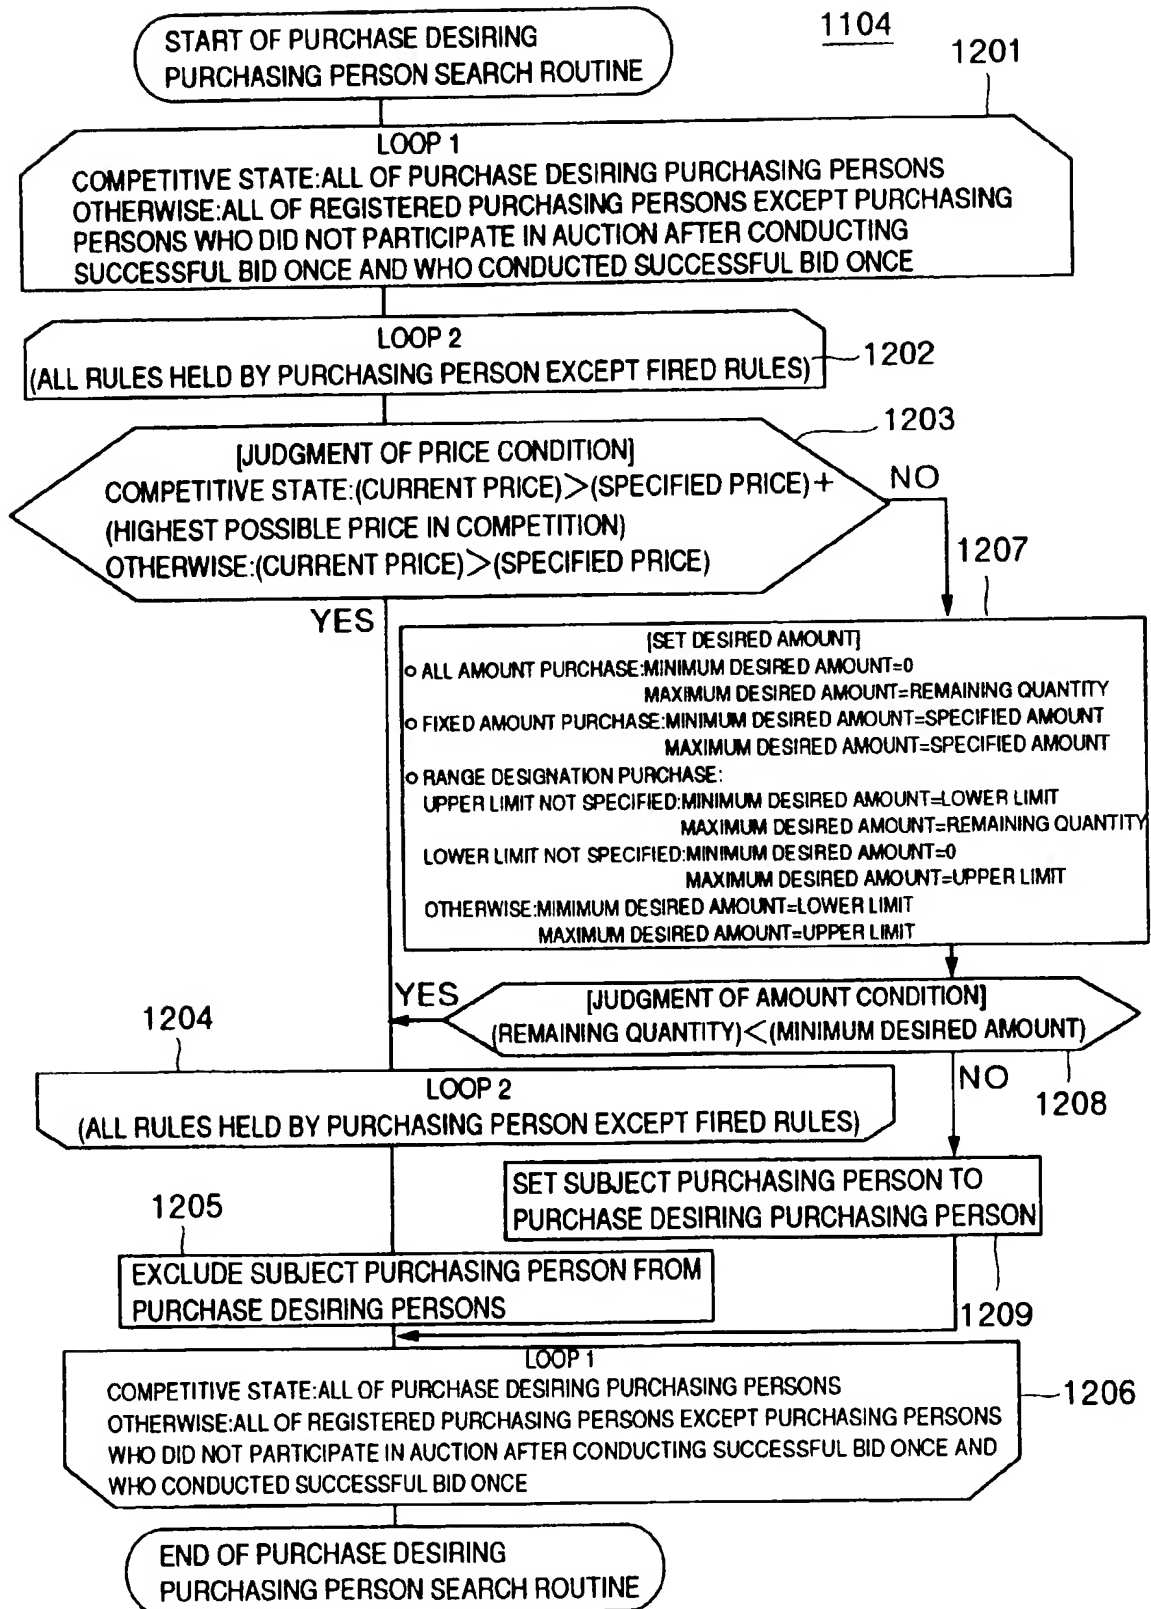 1104
START OF PURCHASE DESIRING
PURCHASING PERSON SEARCH ROUTINE
1201
LOOP 1
COMPETITIVE STATE:ALL OF PURCHASE DESIRING PURCHASING PERSONS
OTHERWISE:ALL OF REGISTERED PURCHASING PERSONS EXCEPT PURCHASING
PERSONS WHO DID NOT PARTICIPATE IN AUCTION AFTER CONDUCTING
SUCCESSFUL BID ONCE AND WHO CONDUCTED SUCCESSFUL BID ONCE
LOOP 2
(ALL RULES HELD BY PURCHASING PERSON EXCEPT FIRED RULES)
1202
1203
[JUDGMENT OF PRICE CONDITION]
COMPETITIVE STATE:(CURRENT PRICE)>(SPECIFIED PRICE)+
(HIGHEST POSSIBLE PRICE IN COMPETITION)
OTHERWISE:(CURRENT PRICE)>(SPECIFIED PRICE)
NO
YES
1207
[SET DESIRED AMOUNT]
○ ALL AMOUNT PURCHASE:MINIMUM DESIRED AMOUNT=0
MAXIMUM DESIRED AMOUNT=REMAINING QUANTITY
○ FIXED AMOUNT PURCHASE:MINIMUM DESIRED AMOUNT=SPECIFIED AMOUNT
MAXIMUM DESIRED AMOUNT=SPECIFIED AMOUNT
○ RANGE DESIGNATION PURCHASE:
UPPER LIMIT NOT SPECIFIED:MINIMUM DESIRED AMOUNT=LOWER LIMIT
MAXIMUM DESIRED AMOUNT=REMAINING QUANTITY
LOWER LIMIT NOT SPECIFIED:MINIMUM DESIRED AMOUNT=0
MAXIMUM DESIRED AMOUNT=UPPER LIMIT
OTHERWISE:MIMIMUM DESIRED AMOUNT=LOWER LIMIT
MAXIMUM DESIRED AMOUNT=UPPER LIMIT
YES
[JUDGMENT OF AMOUNT CONDITION]
(REMAINING QUANTITY)<(MINIMUM DESIRED AMOUNT)
1208
NO
1204
LOOP 2
(ALL RULES HELD BY PURCHASING PERSON EXCEPT FIRED RULES)
SET SUBJECT PURCHASING PERSON TO
PURCHASE DESIRING PURCHASING PERSON
1209
1205
EXCLUDE SUBJECT PURCHASING PERSON FROM
PURCHASE DESIRING PERSONS
LOOP 1
COMPETITIVE STATE:ALL OF PURCHASE DESIRING PURCHASING PERSONS
OTHERWISE:ALL OF REGISTERED PURCHASING PERSONS EXCEPT PURCHASING PERSONS
WHO DID NOT PARTICIPATE IN AUCTION AFTER CONDUCTING SUCCESSFUL BID ONCE AND
WHO CONDUCTED SUCCESSFUL BID ONCE
1206
END OF PURCHASE DESIRING
PURCHASING PERSON SEARCH ROUTINE